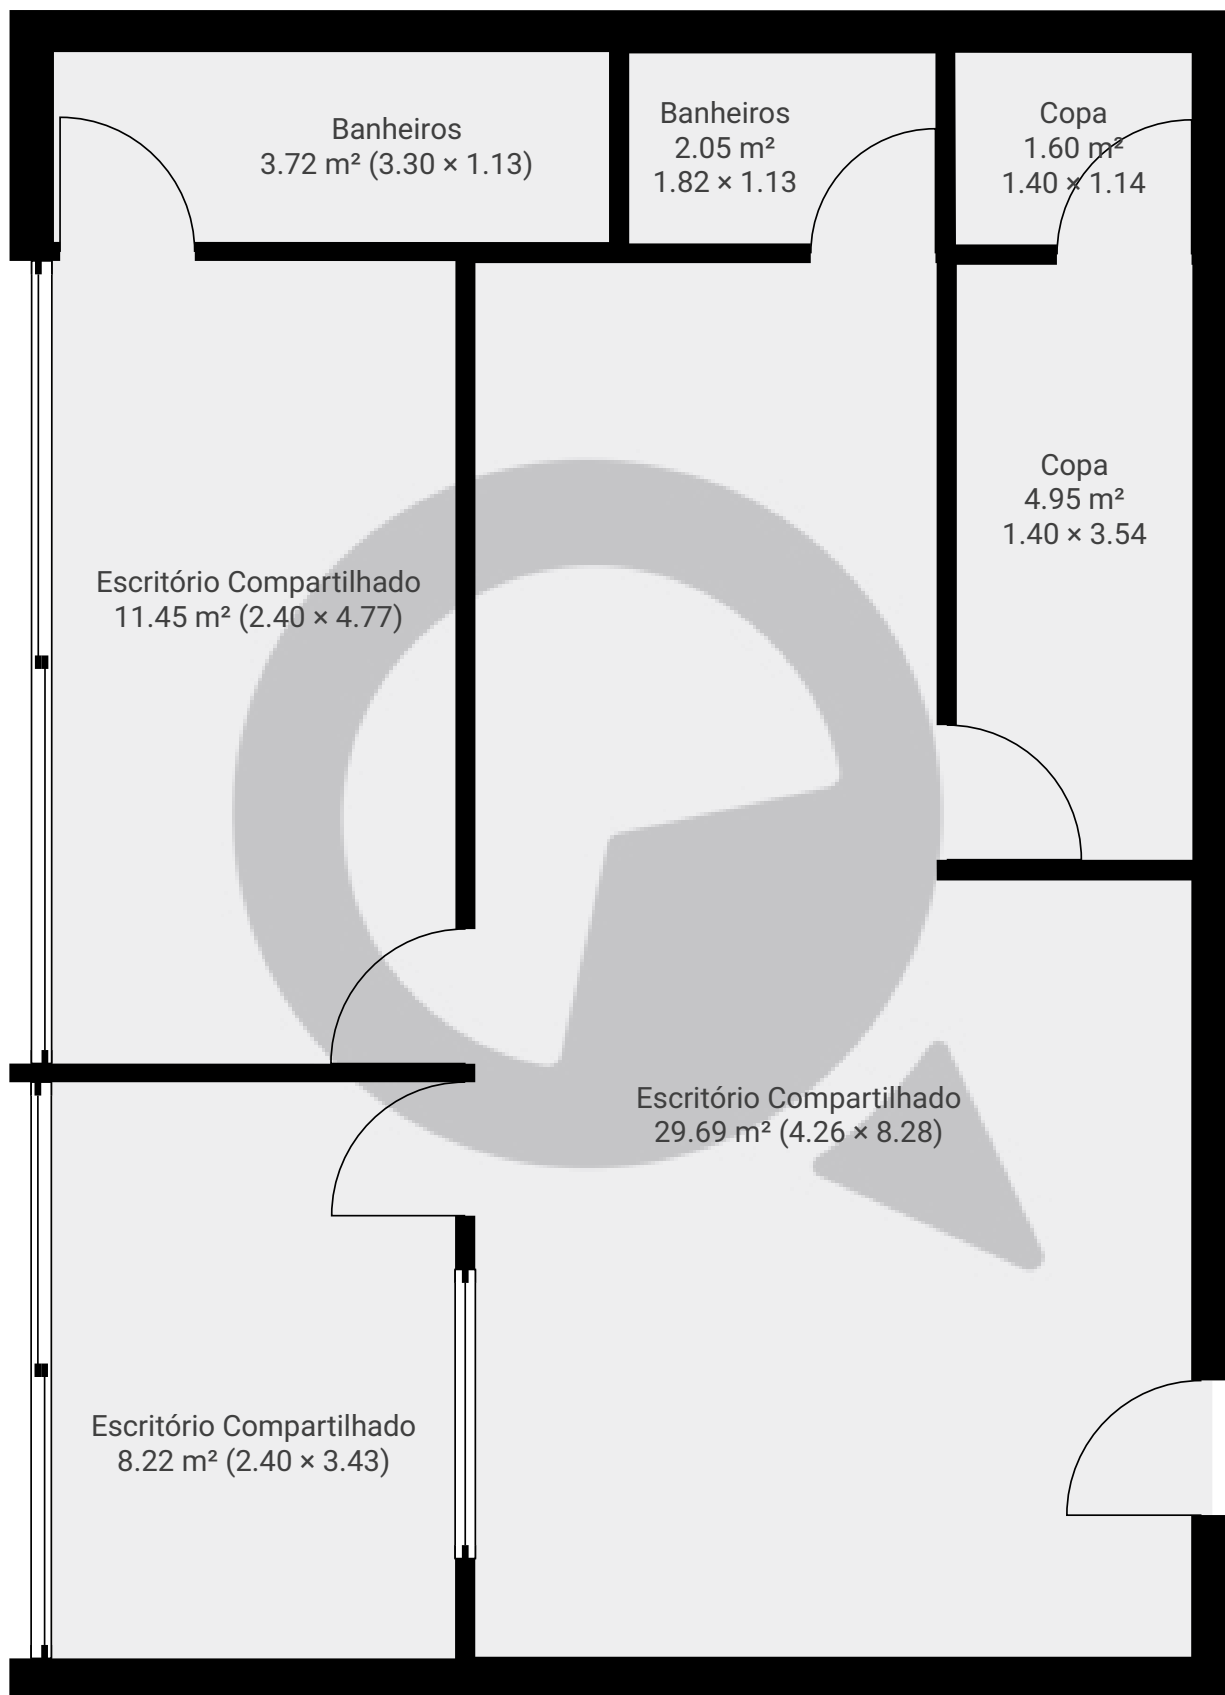 Banheiros
3.72 m² (3.30 × 1.13)
Banheiros
2.05 m²
1.82 × 1.13
Copa
1.60 m²
1.40 × 1.14
Copa
4.95 m²
1.40 × 3.54
Escritório Compartilhado
11.45 m² (2.40 × 4.77)
Escritório Compartilhado
29.69 m² (4.26 × 8.28)
Escritório Compartilhado
8.22 m² (2.40 × 3.43)